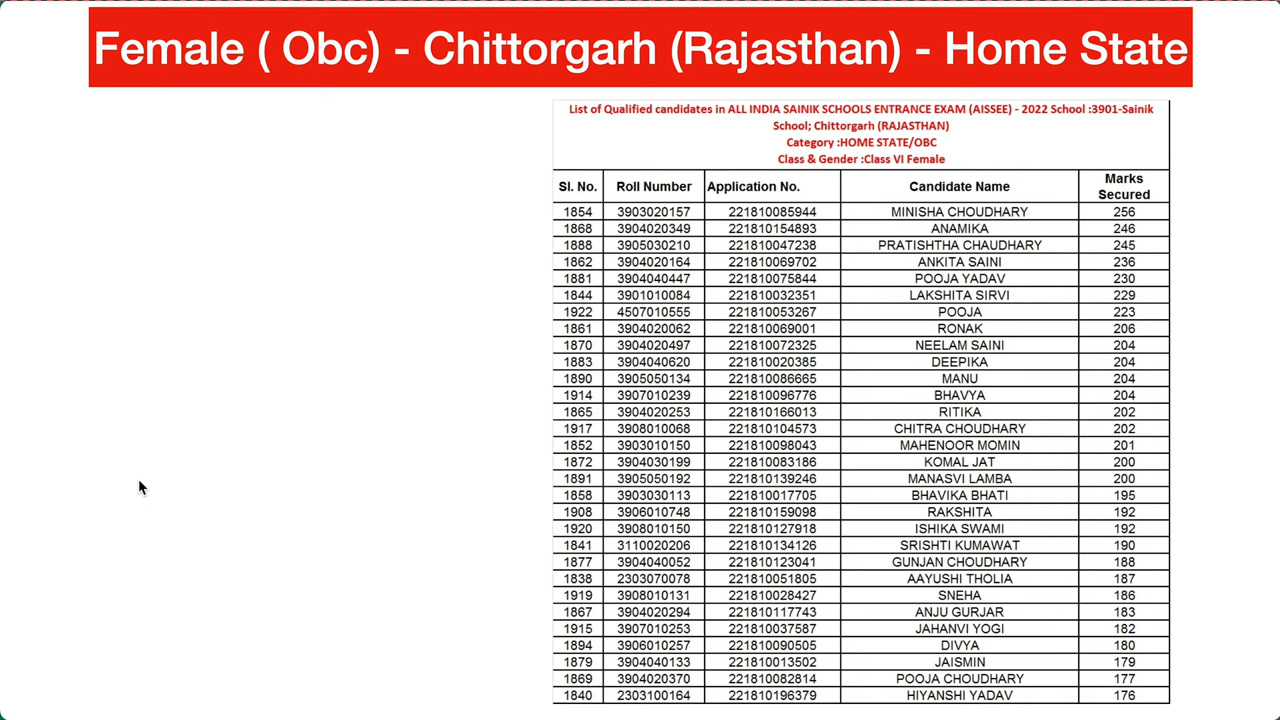 Female ( Obc) - Chittorgarh (Rajasthan) - Home State
List of Qualified candidates in ALL INDIA SAINIK SCHOOLS ENTRANCE EXAM (AISSEE) - 2022 School :3901-Sainik
School; Chittorgarh (RAJASTHAN)
Category :HOME STATE/OBC
Class & Gender :Class VI Female
Sl. No. Roll Number Application No. Candidate Name Marks Secured
1854 3903020157 221810085944 MINISHA CHOUDHARY 256
1868 3904020349 221810154893 ANAMIKA 246
1888 3905030210 221810047238 PRATISHTHA CHAUDHARY 245
1862 3904020164 221810069702 ANKITA SAINI 236
1881 3904040447 221810075844 POOJA YADAV 230
1844 3901010084 221810032351 LAKSHITA SIRVI 229
1922 4507010555 221810053267 POOJA 223
1861 3904020062 221810069001 RONAK 206
1870 3904020497 221810072325 NEELAM SAINI 204
1883 3904040620 221810020385 DEEPIKA 204
1890 3905050134 221810086665 MANU 204
1914 3907010239 221810096776 BHAVYA 204
1865 3904020253 221810166013 RITIKA 202
1917 3908010068 221810104573 CHITRA CHOUDHARY 202
1852 3903010150 221810098043 MAHENOOR MOMIN 201
1872 3904030199 221810083186 KOMAL JAT 200
1891 3905050192 221810139246 MANASVI LAMBA 200
1858 3903030113 221810017705 BHAVIKA BHATI 195
1908 3906010748 221810159098 RAKSHITA 192
1920 3908010150 221810127918 ISHIKA SWAMI 192
1841 3110020206 221810134126 SRISHTI KUMAWAT 190
1877 3904040052 221810123041 GUNJAN CHOUDHARY 188
1838 2303070078 221810051805 AAYUSHI THOLIA 187
1919 3908010131 221810028427 SNEHA 186
1867 3904020294 221810117743 ANJU GURJAR 183
1915 3907010253 221810037587 JAHANVI YOGI 182
1894 3906010257 221810090505 DIVYA 180
1879 3904040133 221810013502 JAISMIN 179
1869 3904020370 221810082814 POOJA CHOUDHARY 177
1840 2303100164 221810196379 HIYANSHI YADAV 176